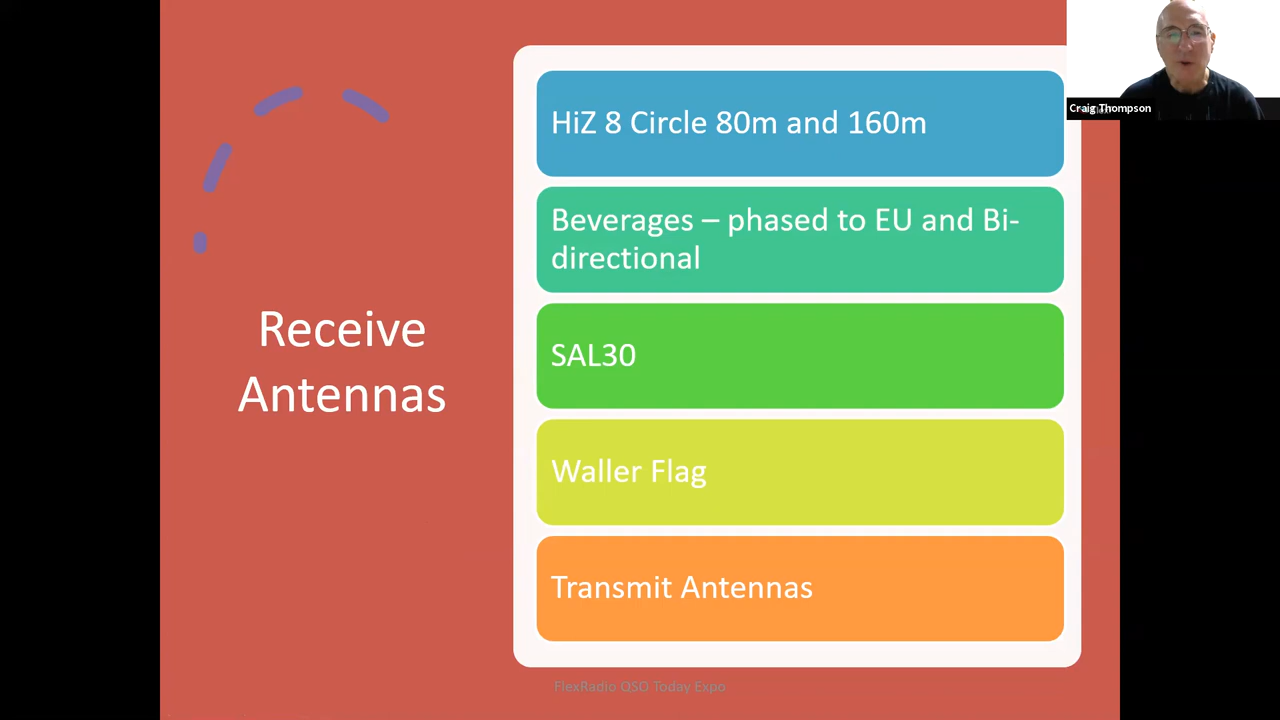 Receive
Antennas
HiZ 8 Circle 80m and 160m
Beverages – phased to EU and Bi-
directional
SAL30
Waller Flag
Transmit Antennas
FlexRadio QSO Today Expo
Craig Thompson